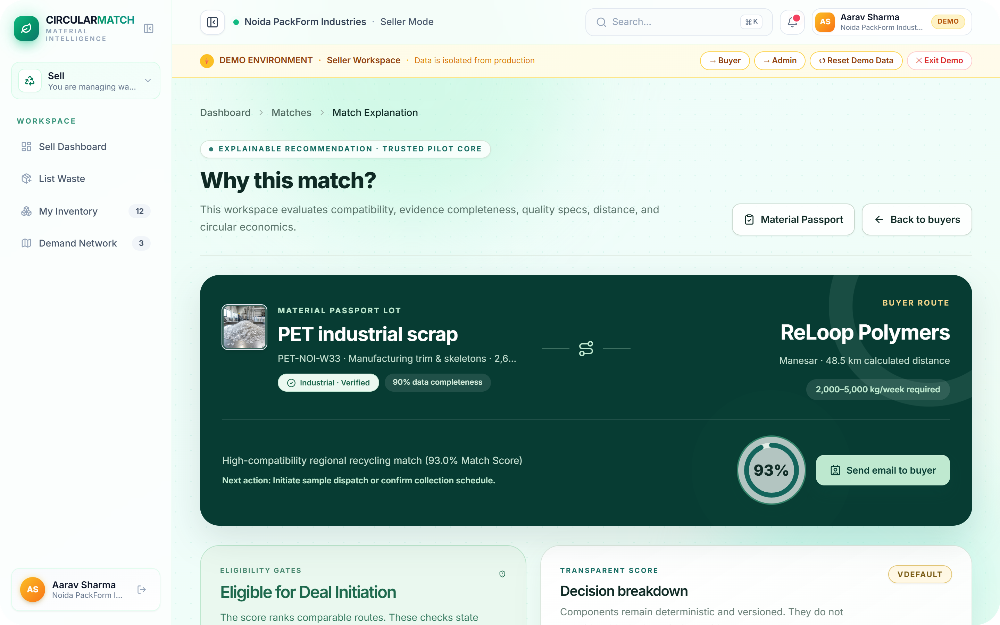 CIRCULARMATCH
MATERIAL
INTELLIGENCE
Sell
You are managing wa...
WORKSPACE
Sell Dashboard
List Waste
My Inventory 12
Demand Network 3
AS Aarav Sharma
Noida PackForm I...
Noida PackForm Industries · Seller Mode
Search... ⌘K
AS Aarav Sharma
Noida PackForm Indust...
DEMO
DEMO ENVIRONMENT · Seller Workspace · Data is isolated from production
→ Buyer
→ Admin
↺ Reset Demo Data
✕ Exit Demo
Dashboard > Matches > Match Explanation
EXPLAINABLE RECOMMENDATION · TRUSTED PILOT CORE
Why this match?
This workspace evaluates compatibility, evidence completeness, quality specs, distance, and
circular economics.
Material Passport
Back to buyers
MATERIAL PASSPORT LOT
PET industrial scrap
PET-NOI-W33 · Manufacturing trim & skeletons · 2,6...
Industrial · Verified
90% data completeness
BUYER ROUTE
ReLoop Polymers
Manesar · 48.5 km calculated distance
2,000–5,000 kg/week required
High-compatibility regional recycling match (93.0% Match Score)
Next action: Initiate sample dispatch or confirm collection schedule.
93%
Send email to buyer
ELIGIBILITY GATES
Eligible for Deal Initiation
The score ranks comparable routes. These checks state
TRANSPARENT SCORE
VDEFAULT
Decision breakdown
Components remain deterministic and versioned. They do not